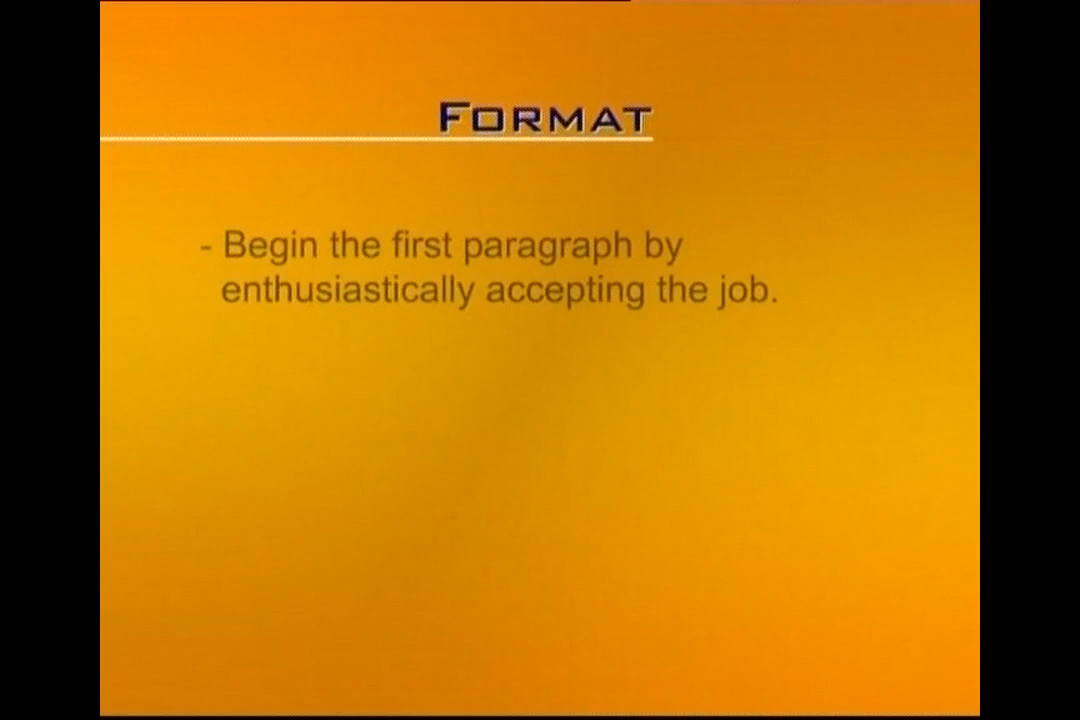 FORMAT
- Begin the first paragraph by
enthusiastically accepting the job.